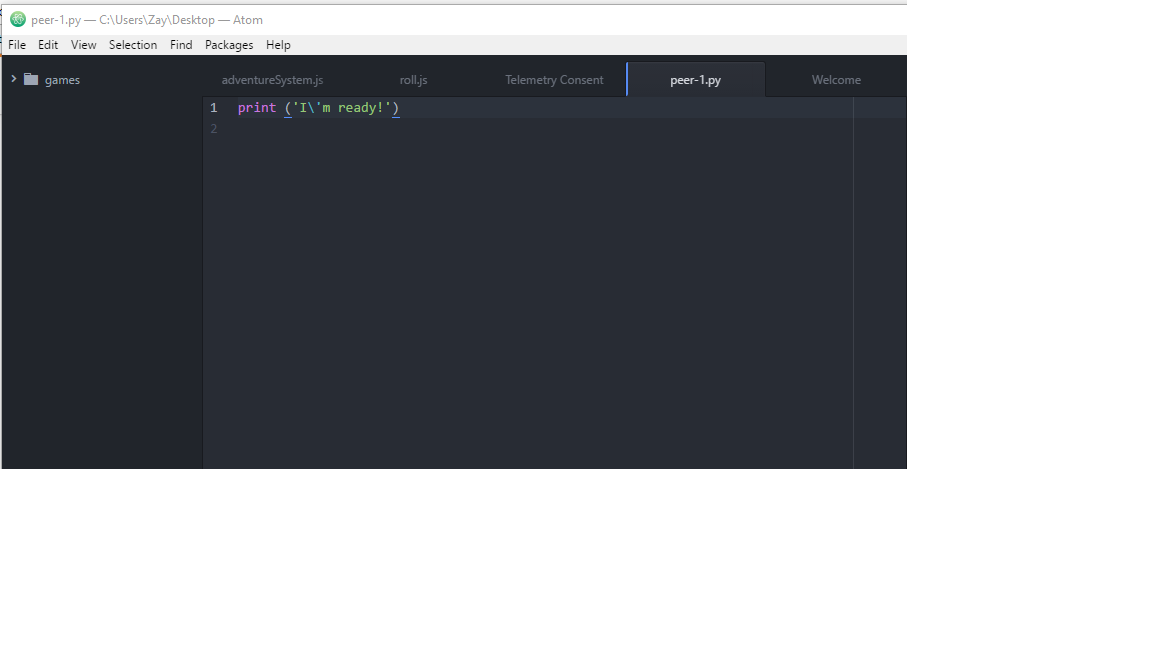 peer-1.py — C:\Users\Zay\Desktop — Atom
File Edit View Selection Find Packages Help
games
adventureSystem.js roll.js Telemetry Consent peer-1.py Welcome
1 print ('I\'m ready!')
2